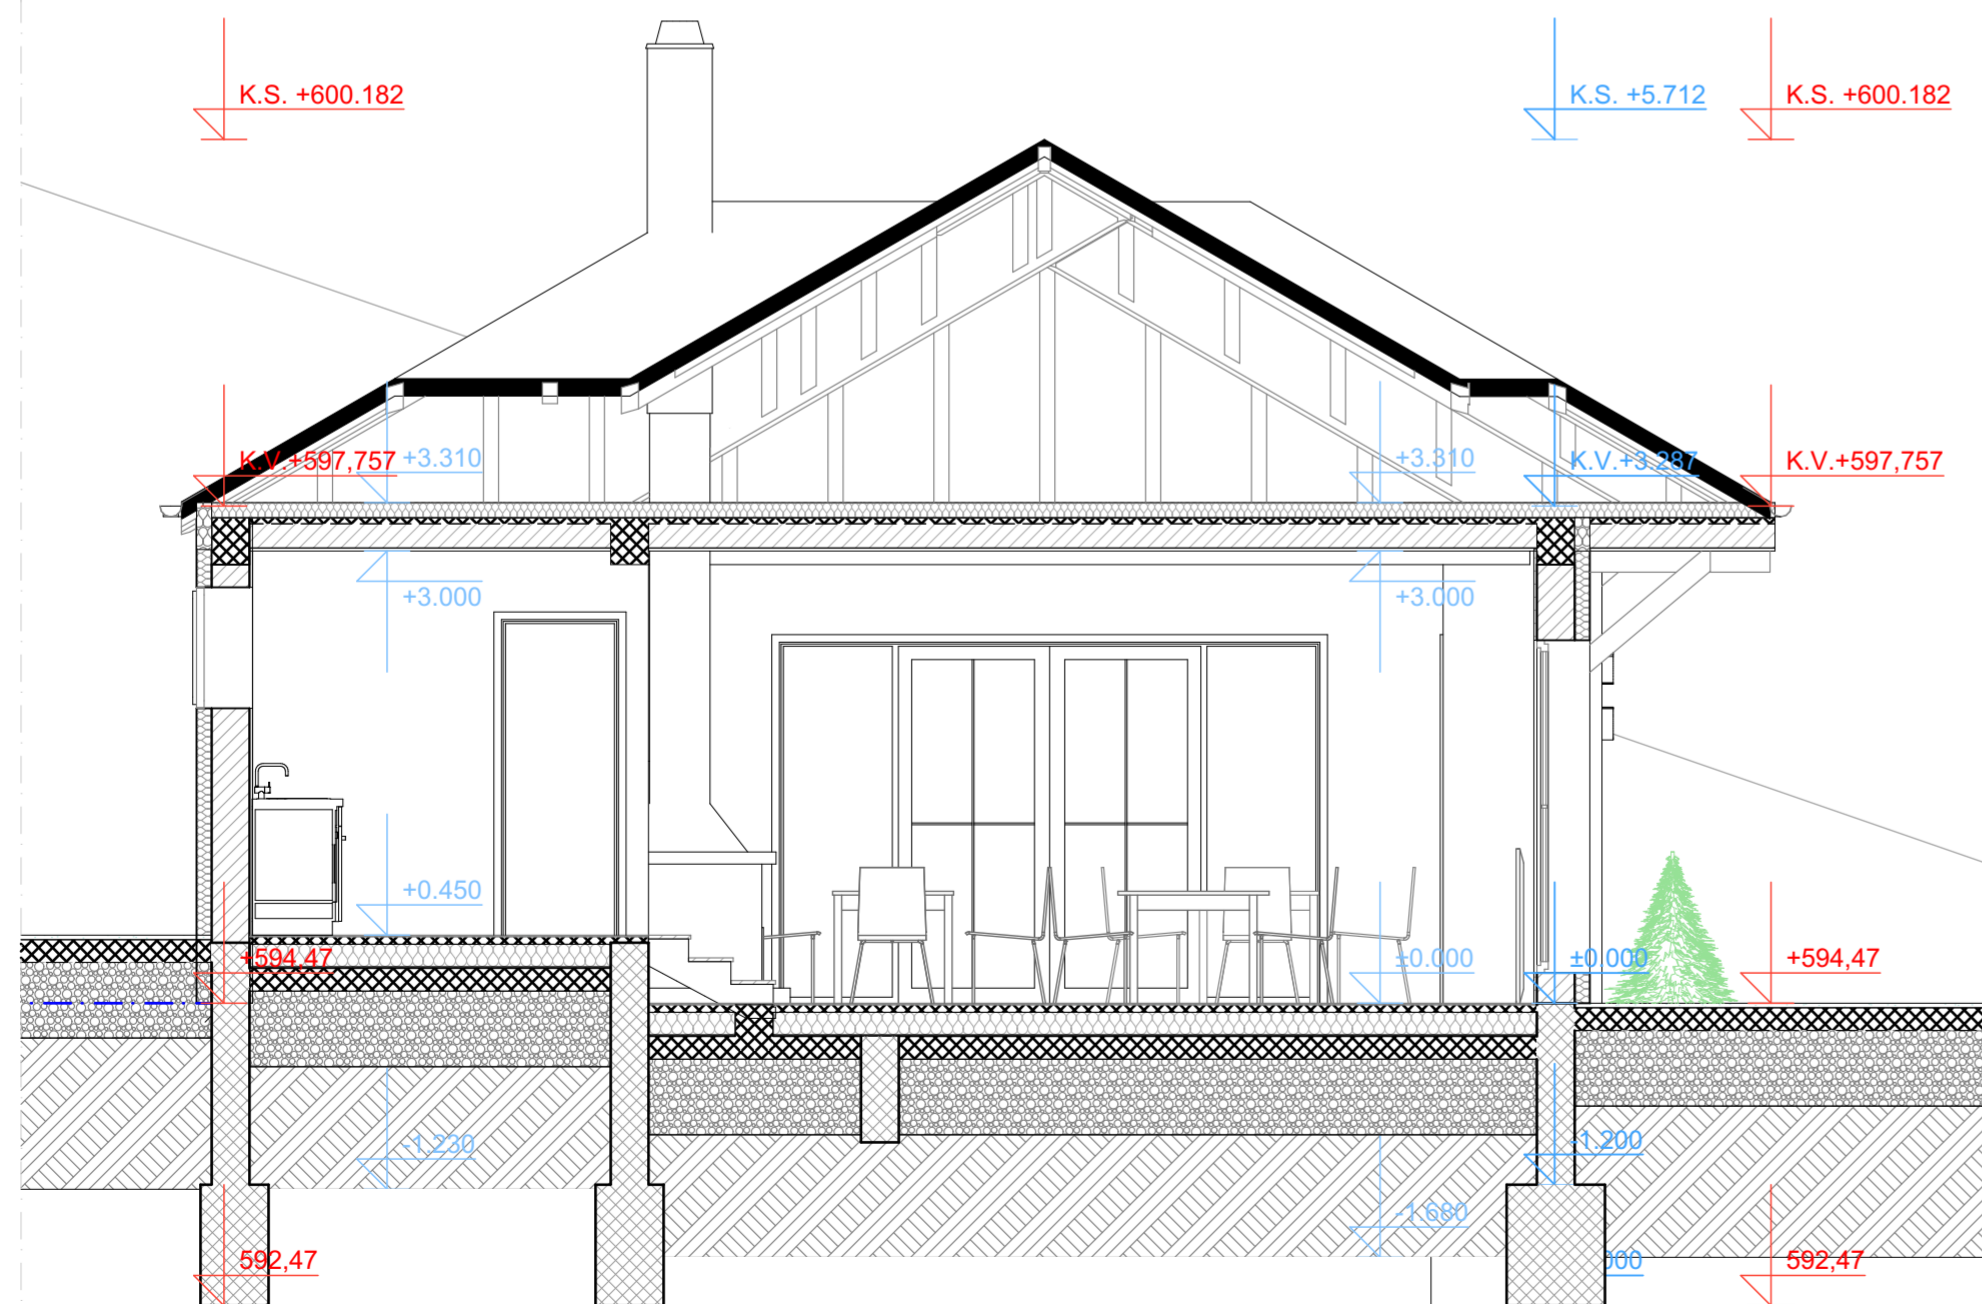 K.S. +600.182
K.S. +5.712
K.S. +600.182
K.V.+597,757
+3.310
+3.310
K.V.+3.287
K.V.+597,757
+3.000
+3.000
+0.450
+594,47
±0.000
±0.000
+594,47
-1.230
-1.200
-1.680
592,47
592,47